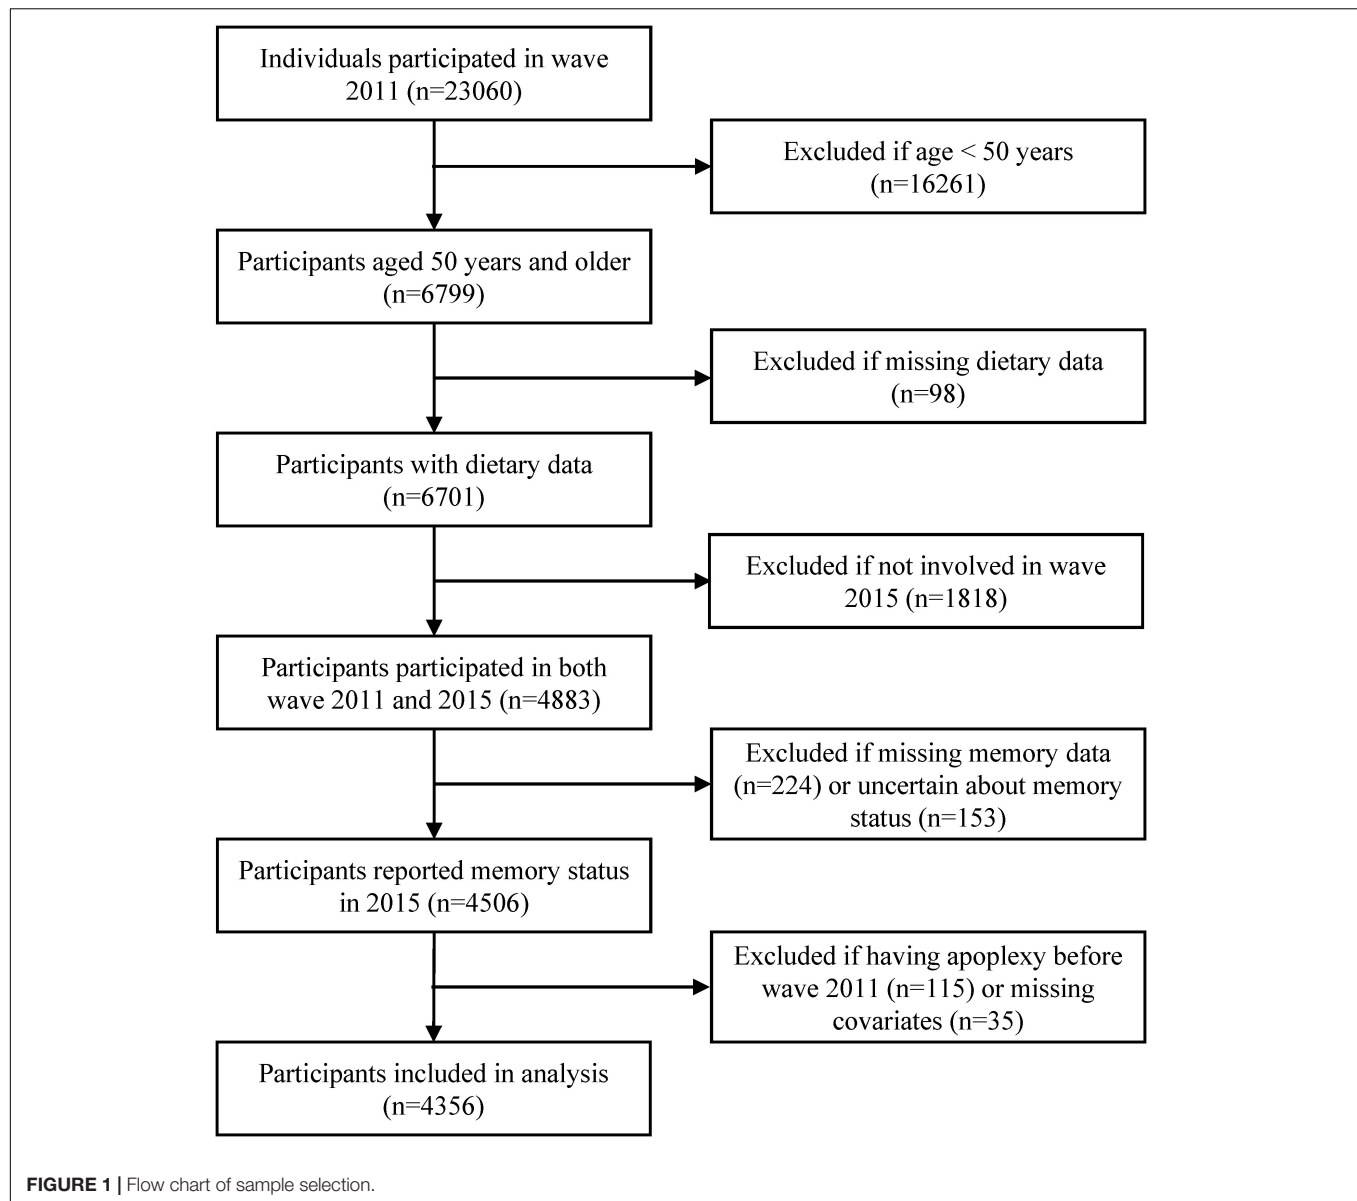 Individuals participated in wave
2011 (n=23060)
Excluded if age < 50 years
(n=16261)
Participants aged 50 years and older
(n=6799)
Excluded if missing dietary data
(n=98)
Participants with dietary data
(n=6701)
Excluded if not involved in wave
2015 (n=1818)
Participants participated in both
wave 2011 and 2015 (n=4883)
Excluded if missing memory data
(n=224) or uncertain about memory
status (n=153)
Participants reported memory status
in 2015 (n=4506)
Excluded if having apoplexy before
wave 2011 (n=115) or missing
covariates (n=35)
Participants included in analysis
(n=4356)
FIGURE 1 | Flow chart of sample selection.